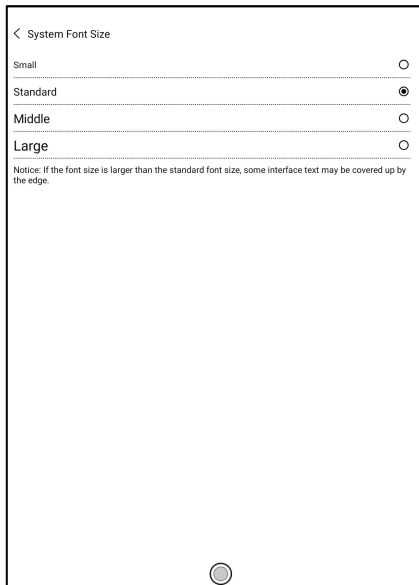 System Font Size
Small
Standard
Middle
Large
Notice: If the font size is larger than the standard font size, some interface text may be covered up by
the edge.